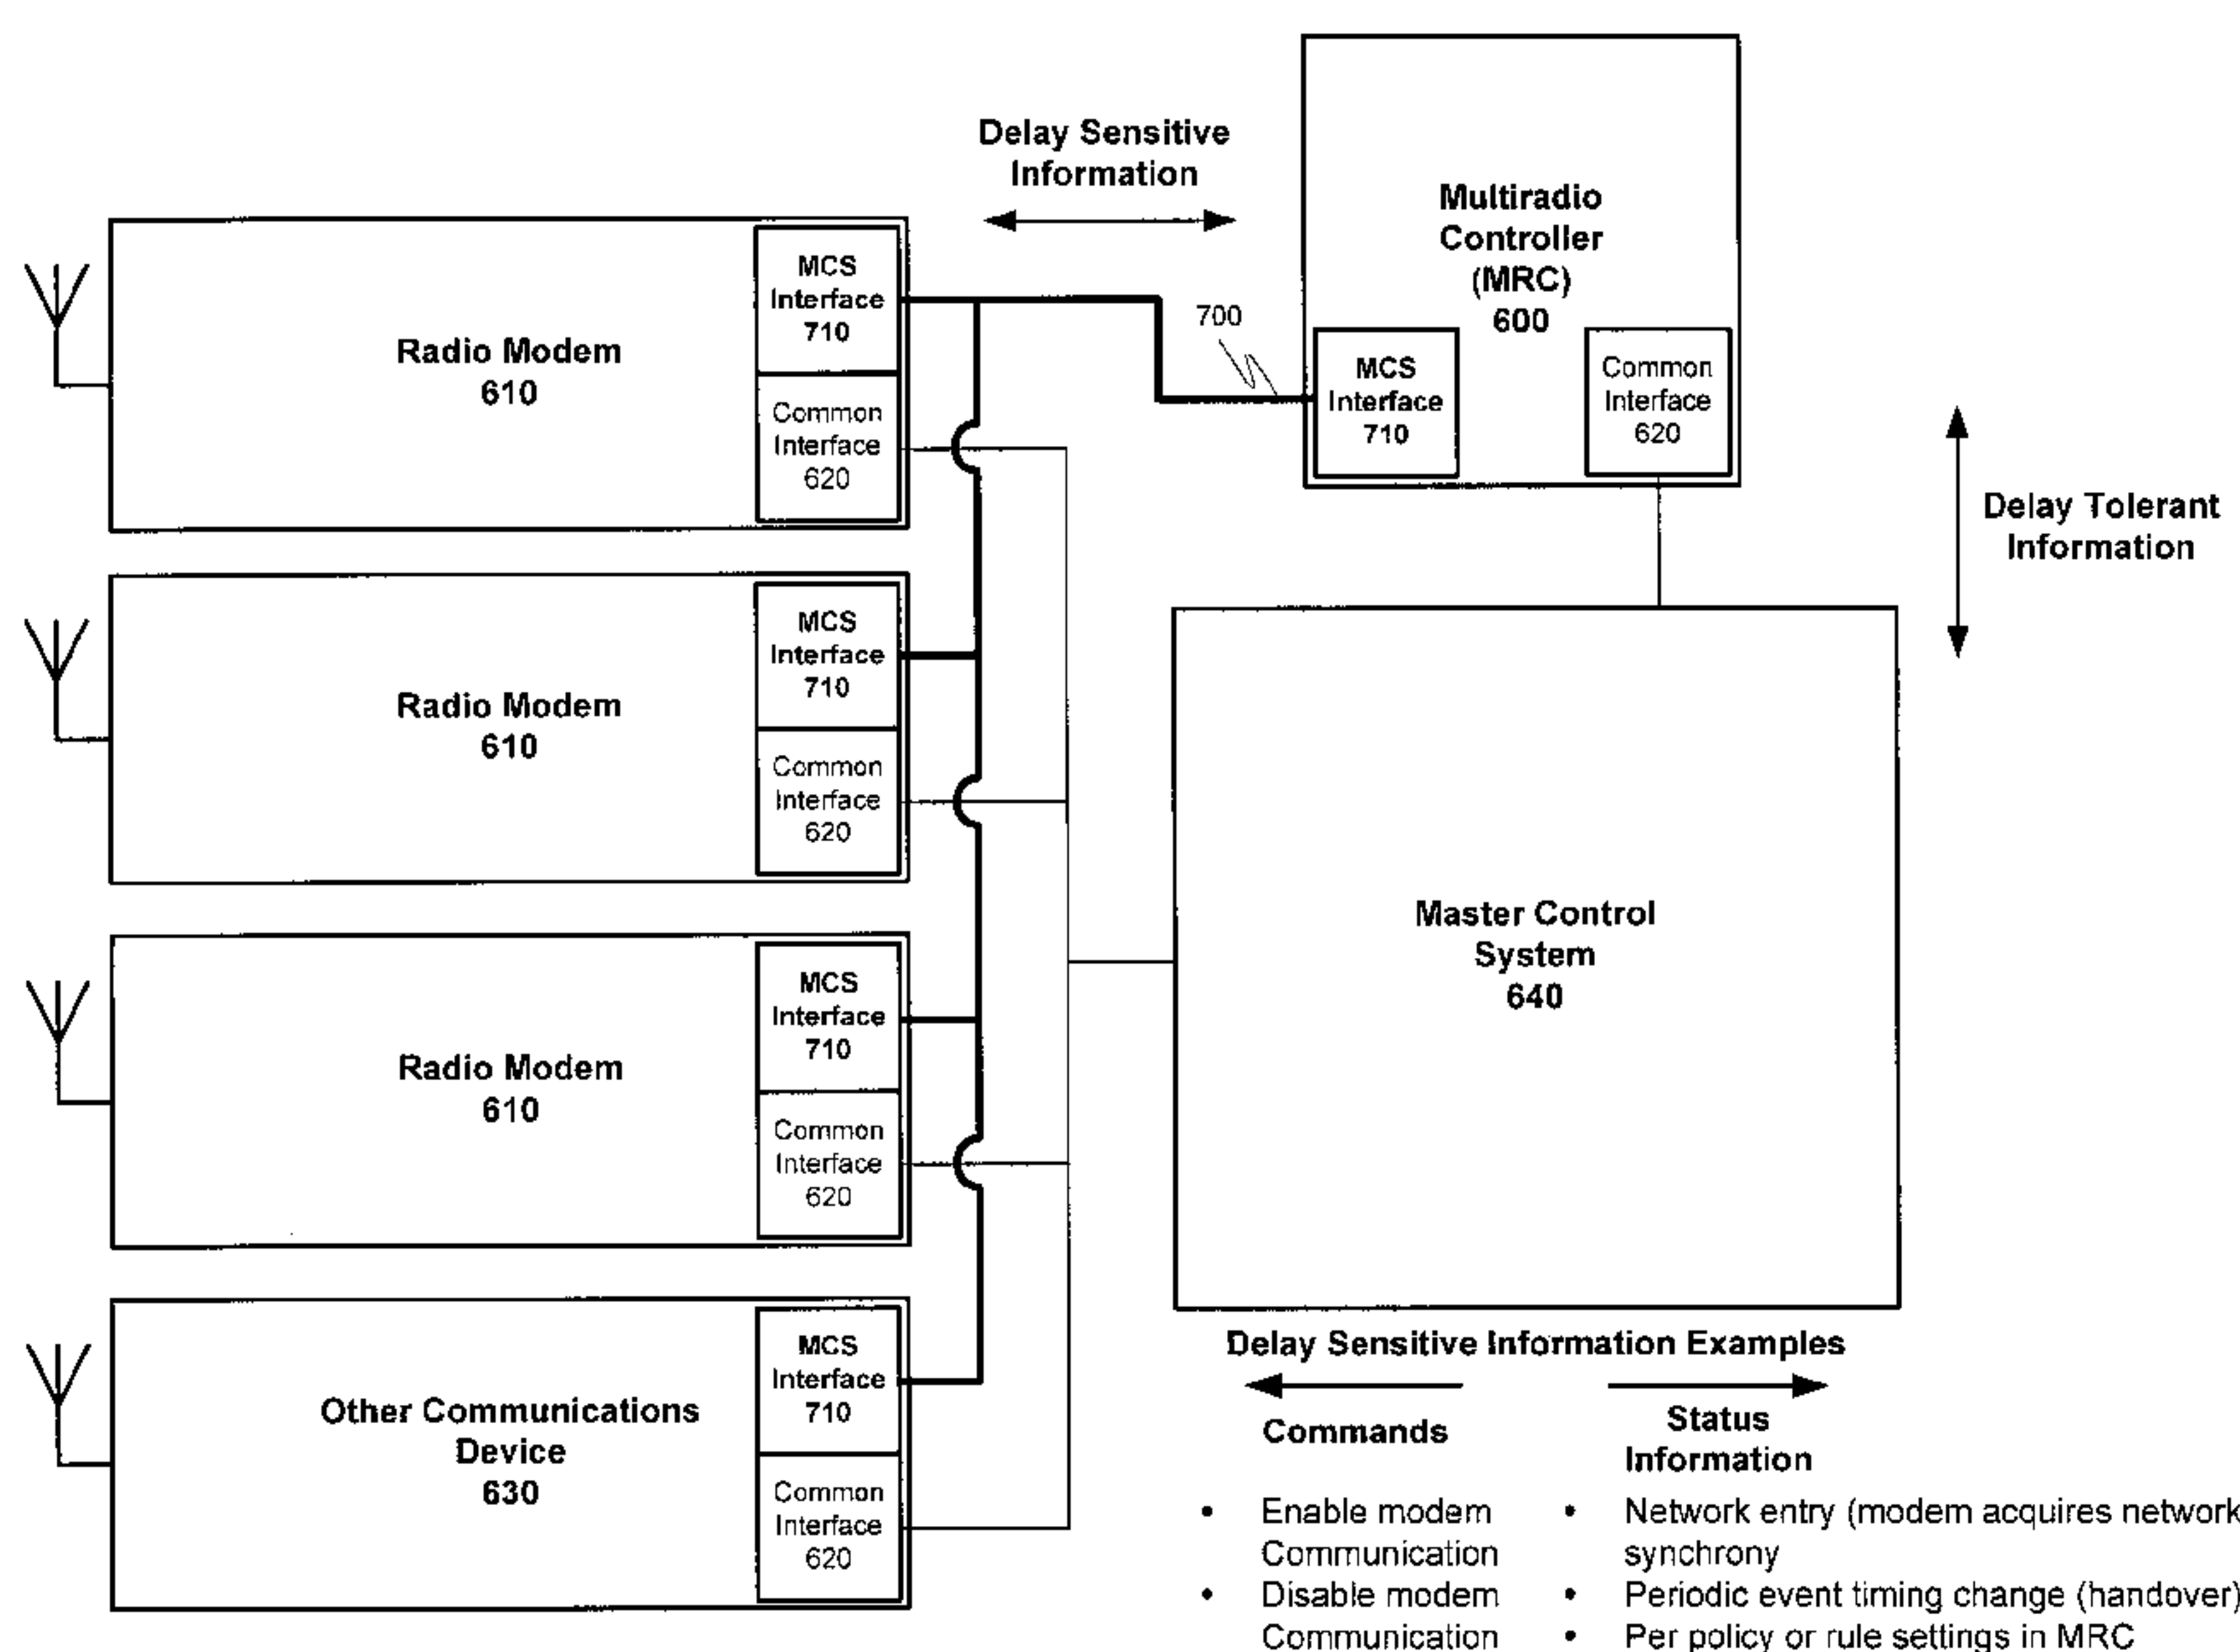 Delay Sensitive
Information
Multiradio
Controller
(MRC)
600
MCS
Interface
710
Common
Interface
620
700
Radio Modem
610
MCS
Interface
710
Common
Interface
620
Delay Tolerant
Information
Radio Modem
610
MCS
Interface
710
Common
Interface
620
Master Control
System
640
Radio Modem
610
MCS
Interface
710
Common
Interface
620
Other Communications
Device
630
MCS
Interface
710
Common
Interface
620
Delay Sensitive Information Examples
Commands
• Enable modem
Communication
• Disable modem
Communication
Status
Information
• Network entry (modem acquires network
synchrony
• Periodic event timing change (handover)
• Per policy or rule settings in MRC